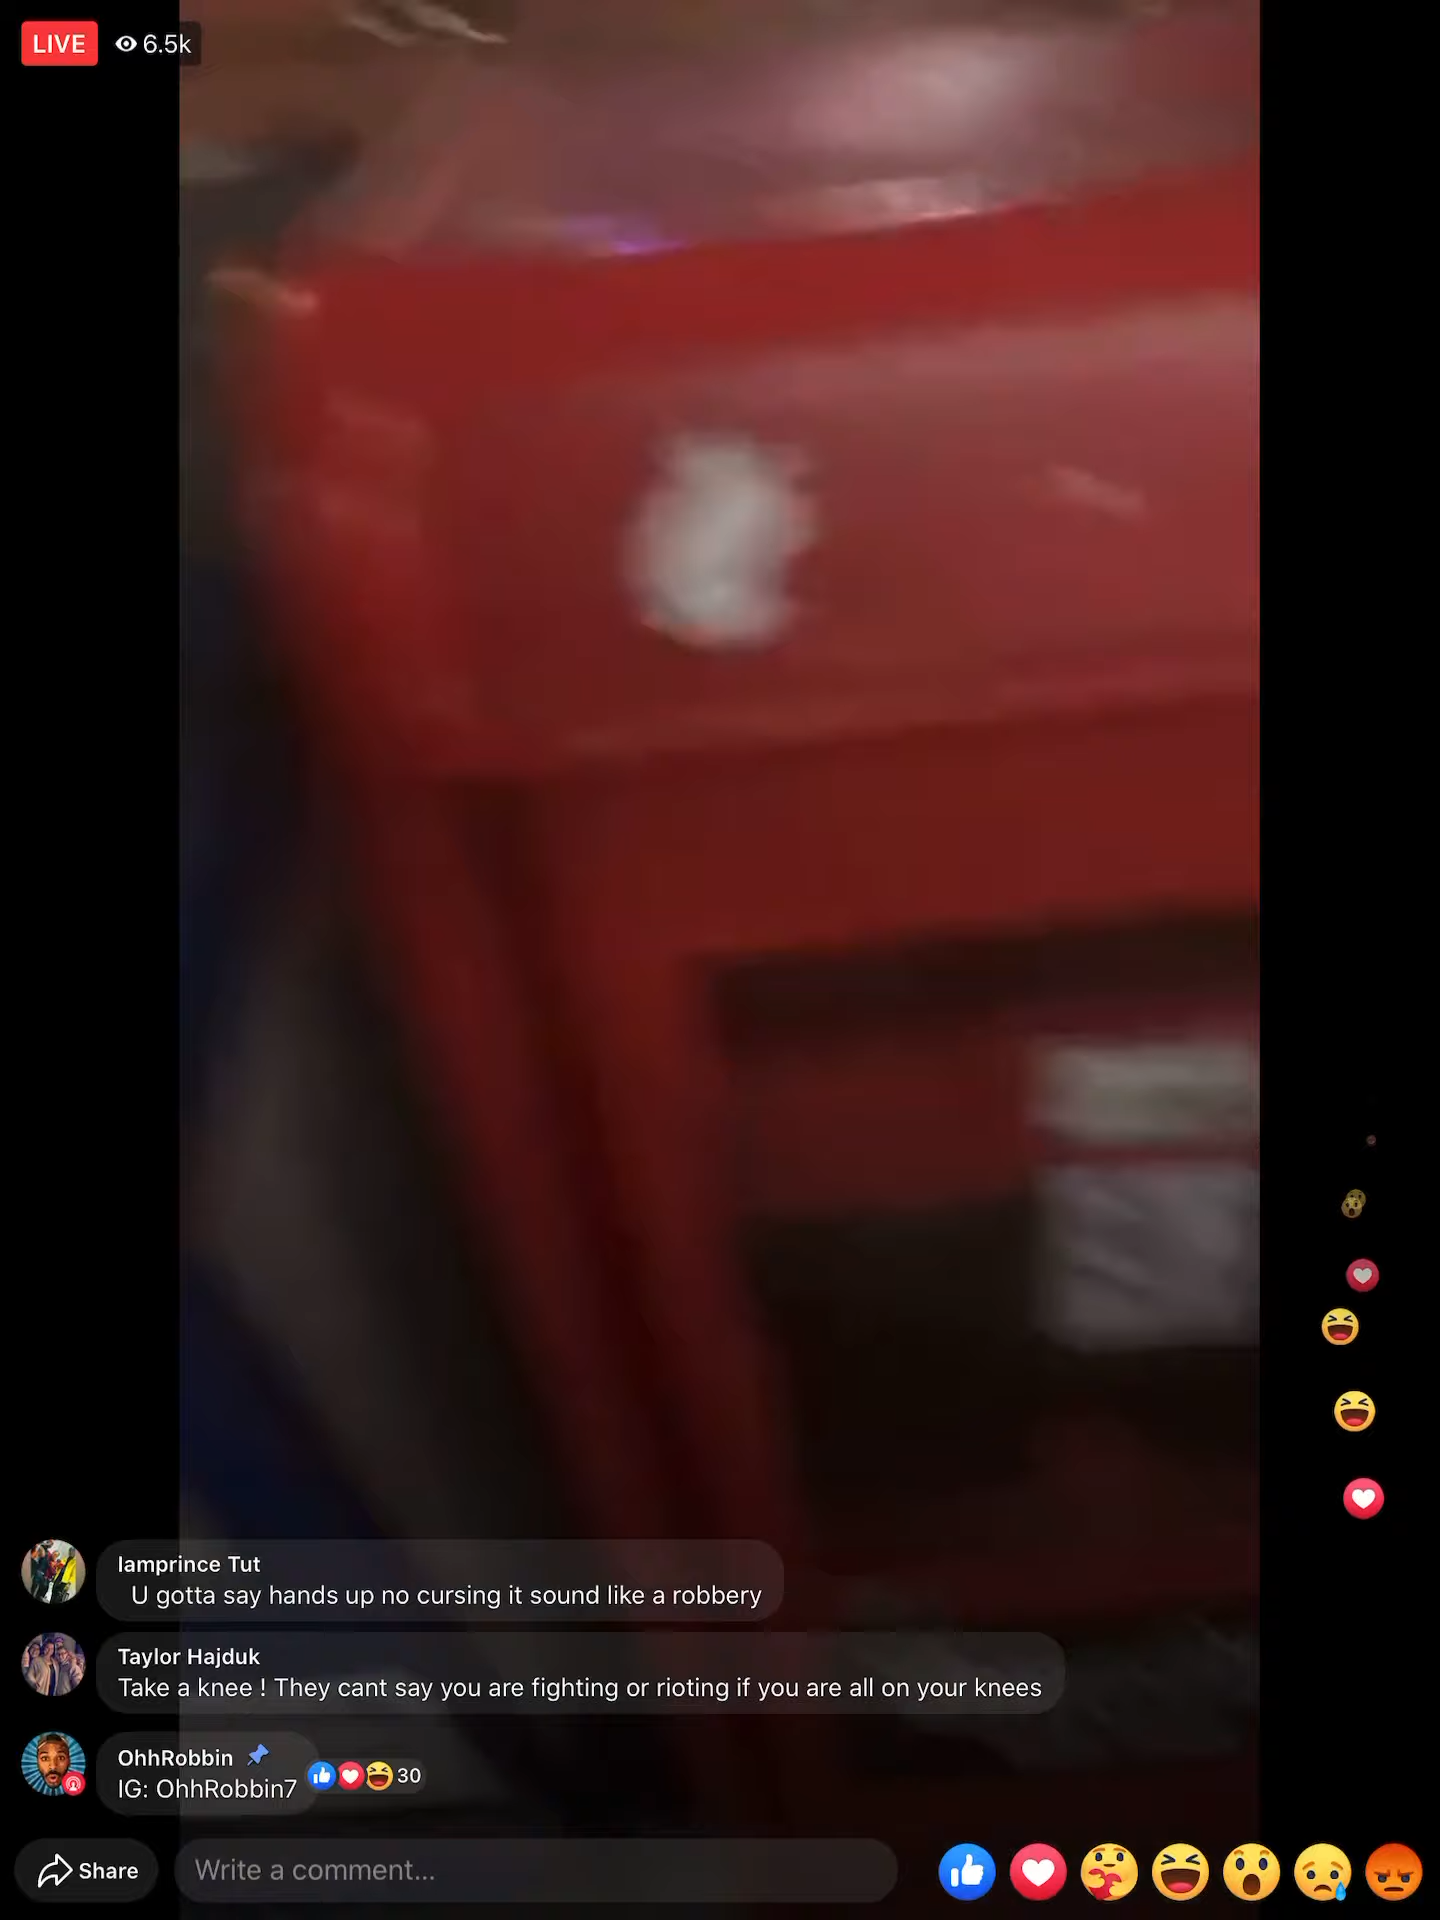 LIVE 6.5k
Iamprince Tut
U gotta say hands up no cursing it sound like a robbery
Taylor Hajduk
Take a knee ! They cant say you are fighting or rioting if you are all on your knees
OhhRobbin
IG: OhhRobbin7 30
Share Write a comment...